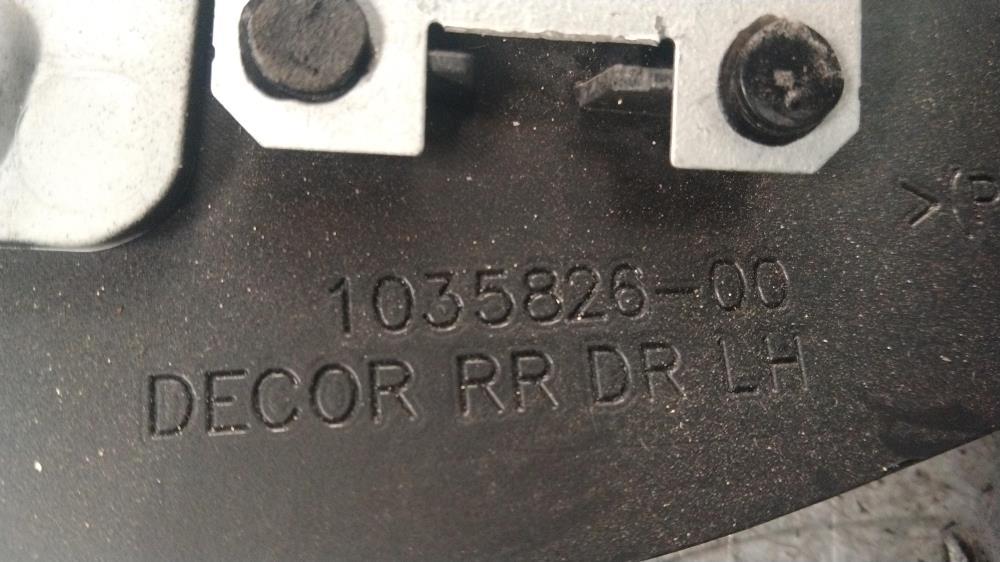 >(P
1035826-00
DECOR RR DR LH